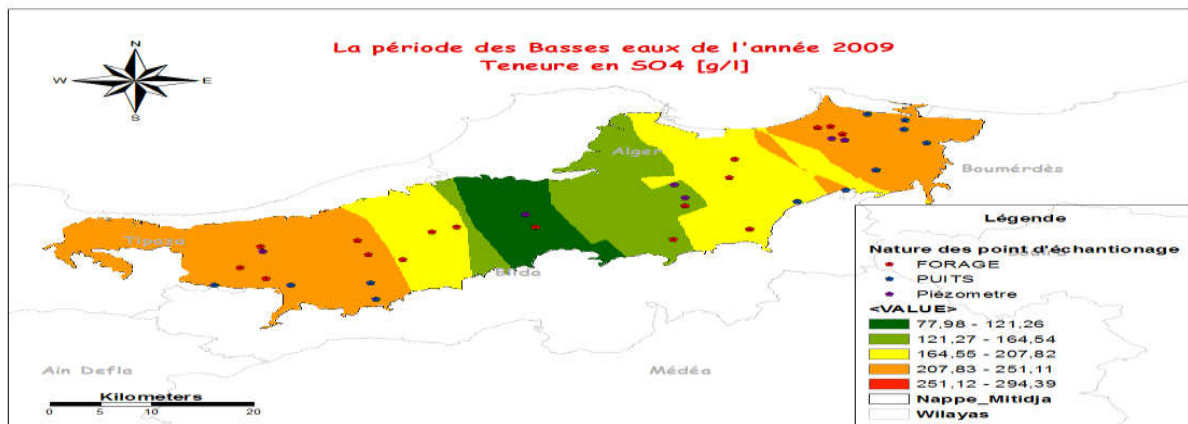 La période des Basses eaux de l'année 2009
Teneure en SO4 [g/l]
N
W
E
S
Alger
Boumérdès
Tipaza
Blida
Ain Defla
Médéa
Kilometers
0 5 10 20
Légende
Nature des point d'échantionage
FORAGE
PUITS
Piézometre
<VALUE>
77,98 - 121,26
121,27 - 164,54
164,55 - 207,82
207,83 - 251,11
251,12 - 294,39
Nappe_Mitidja
Wilayas